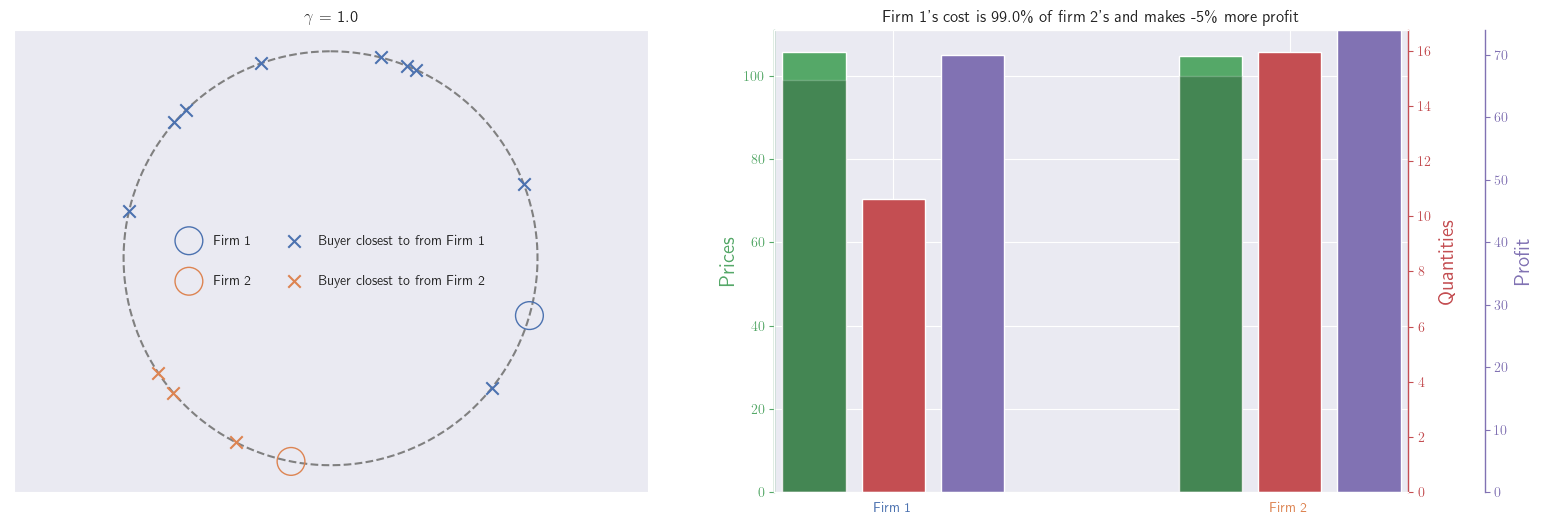 γ = 1.0
Firm 1
Buyer closest to from Firm 1
Firm 2
Buyer closest to from Firm 2
Firm 1's cost is 99.0% of firm 2's and makes -5% more profit
Prices
100
80
60
40
20
0
Firm 1
Firm 2
16
14
12
10
8
6
4
2
0
Quantities
70
60
50
40
30
20
10
0
Profit